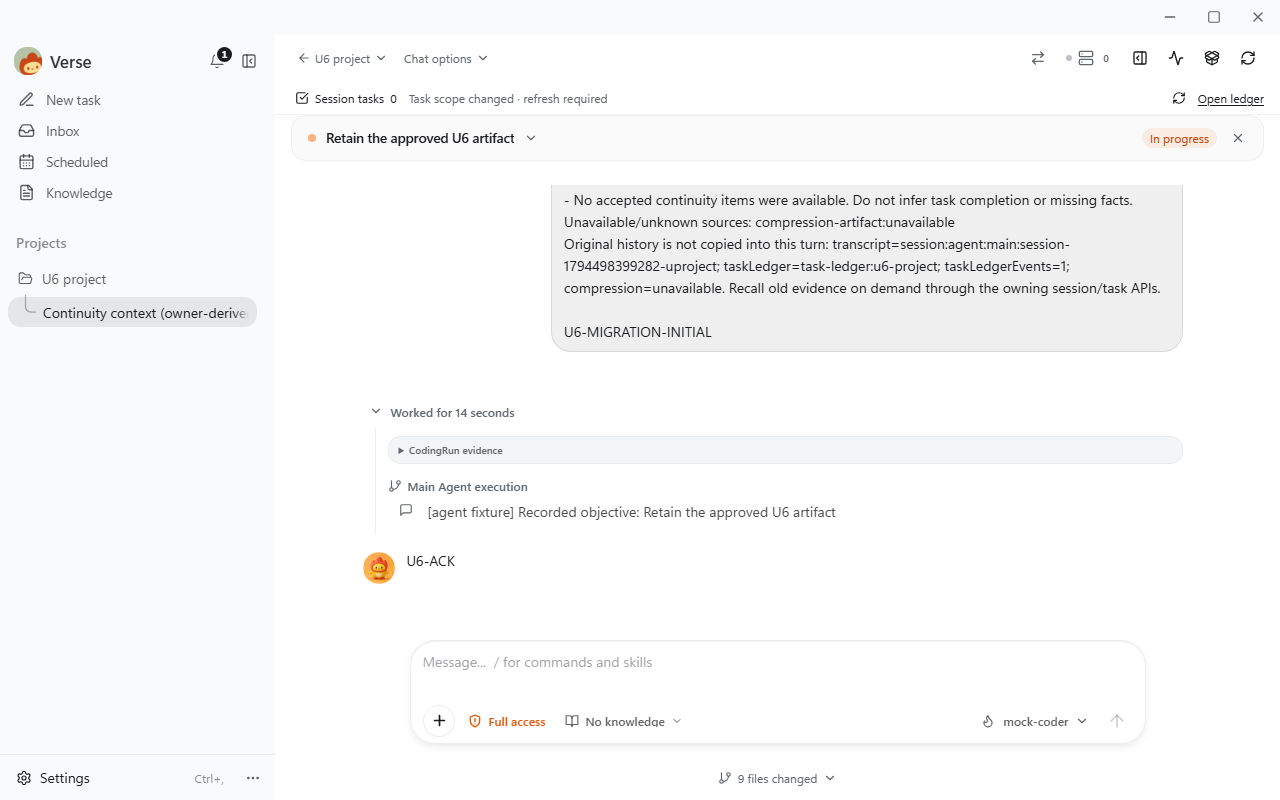 Verse
1
New task
Inbox
Scheduled
Knowledge
Projects
U6 project
Continuity context (owner-derive
Settings
Ctrl+,
U6 project
Chat options
0
Session tasks 0
Task scope changed · refresh required
Open ledger
Retain the approved U6 artifact
In progress
- No accepted continuity items were available. Do not infer task completion or missing facts.
Unavailable/unknown sources: compression-artifact:unavailable
Original history is not copied into this turn: transcript=session:agent:main:session-
1794498399282-uproject; taskLedger=task-ledger:u6-project; taskLedgerEvents=1;
compression=unavailable. Recall old evidence on demand through the owning session/task APIs.
U6-MIGRATION-INITIAL
Worked for 14 seconds
CodingRun evidence
Main Agent execution
[agent fixture] Recorded objective: Retain the approved U6 artifact
U6-ACK
Message... / for commands and skills
Full access
No knowledge
mock-coder
9 files changed